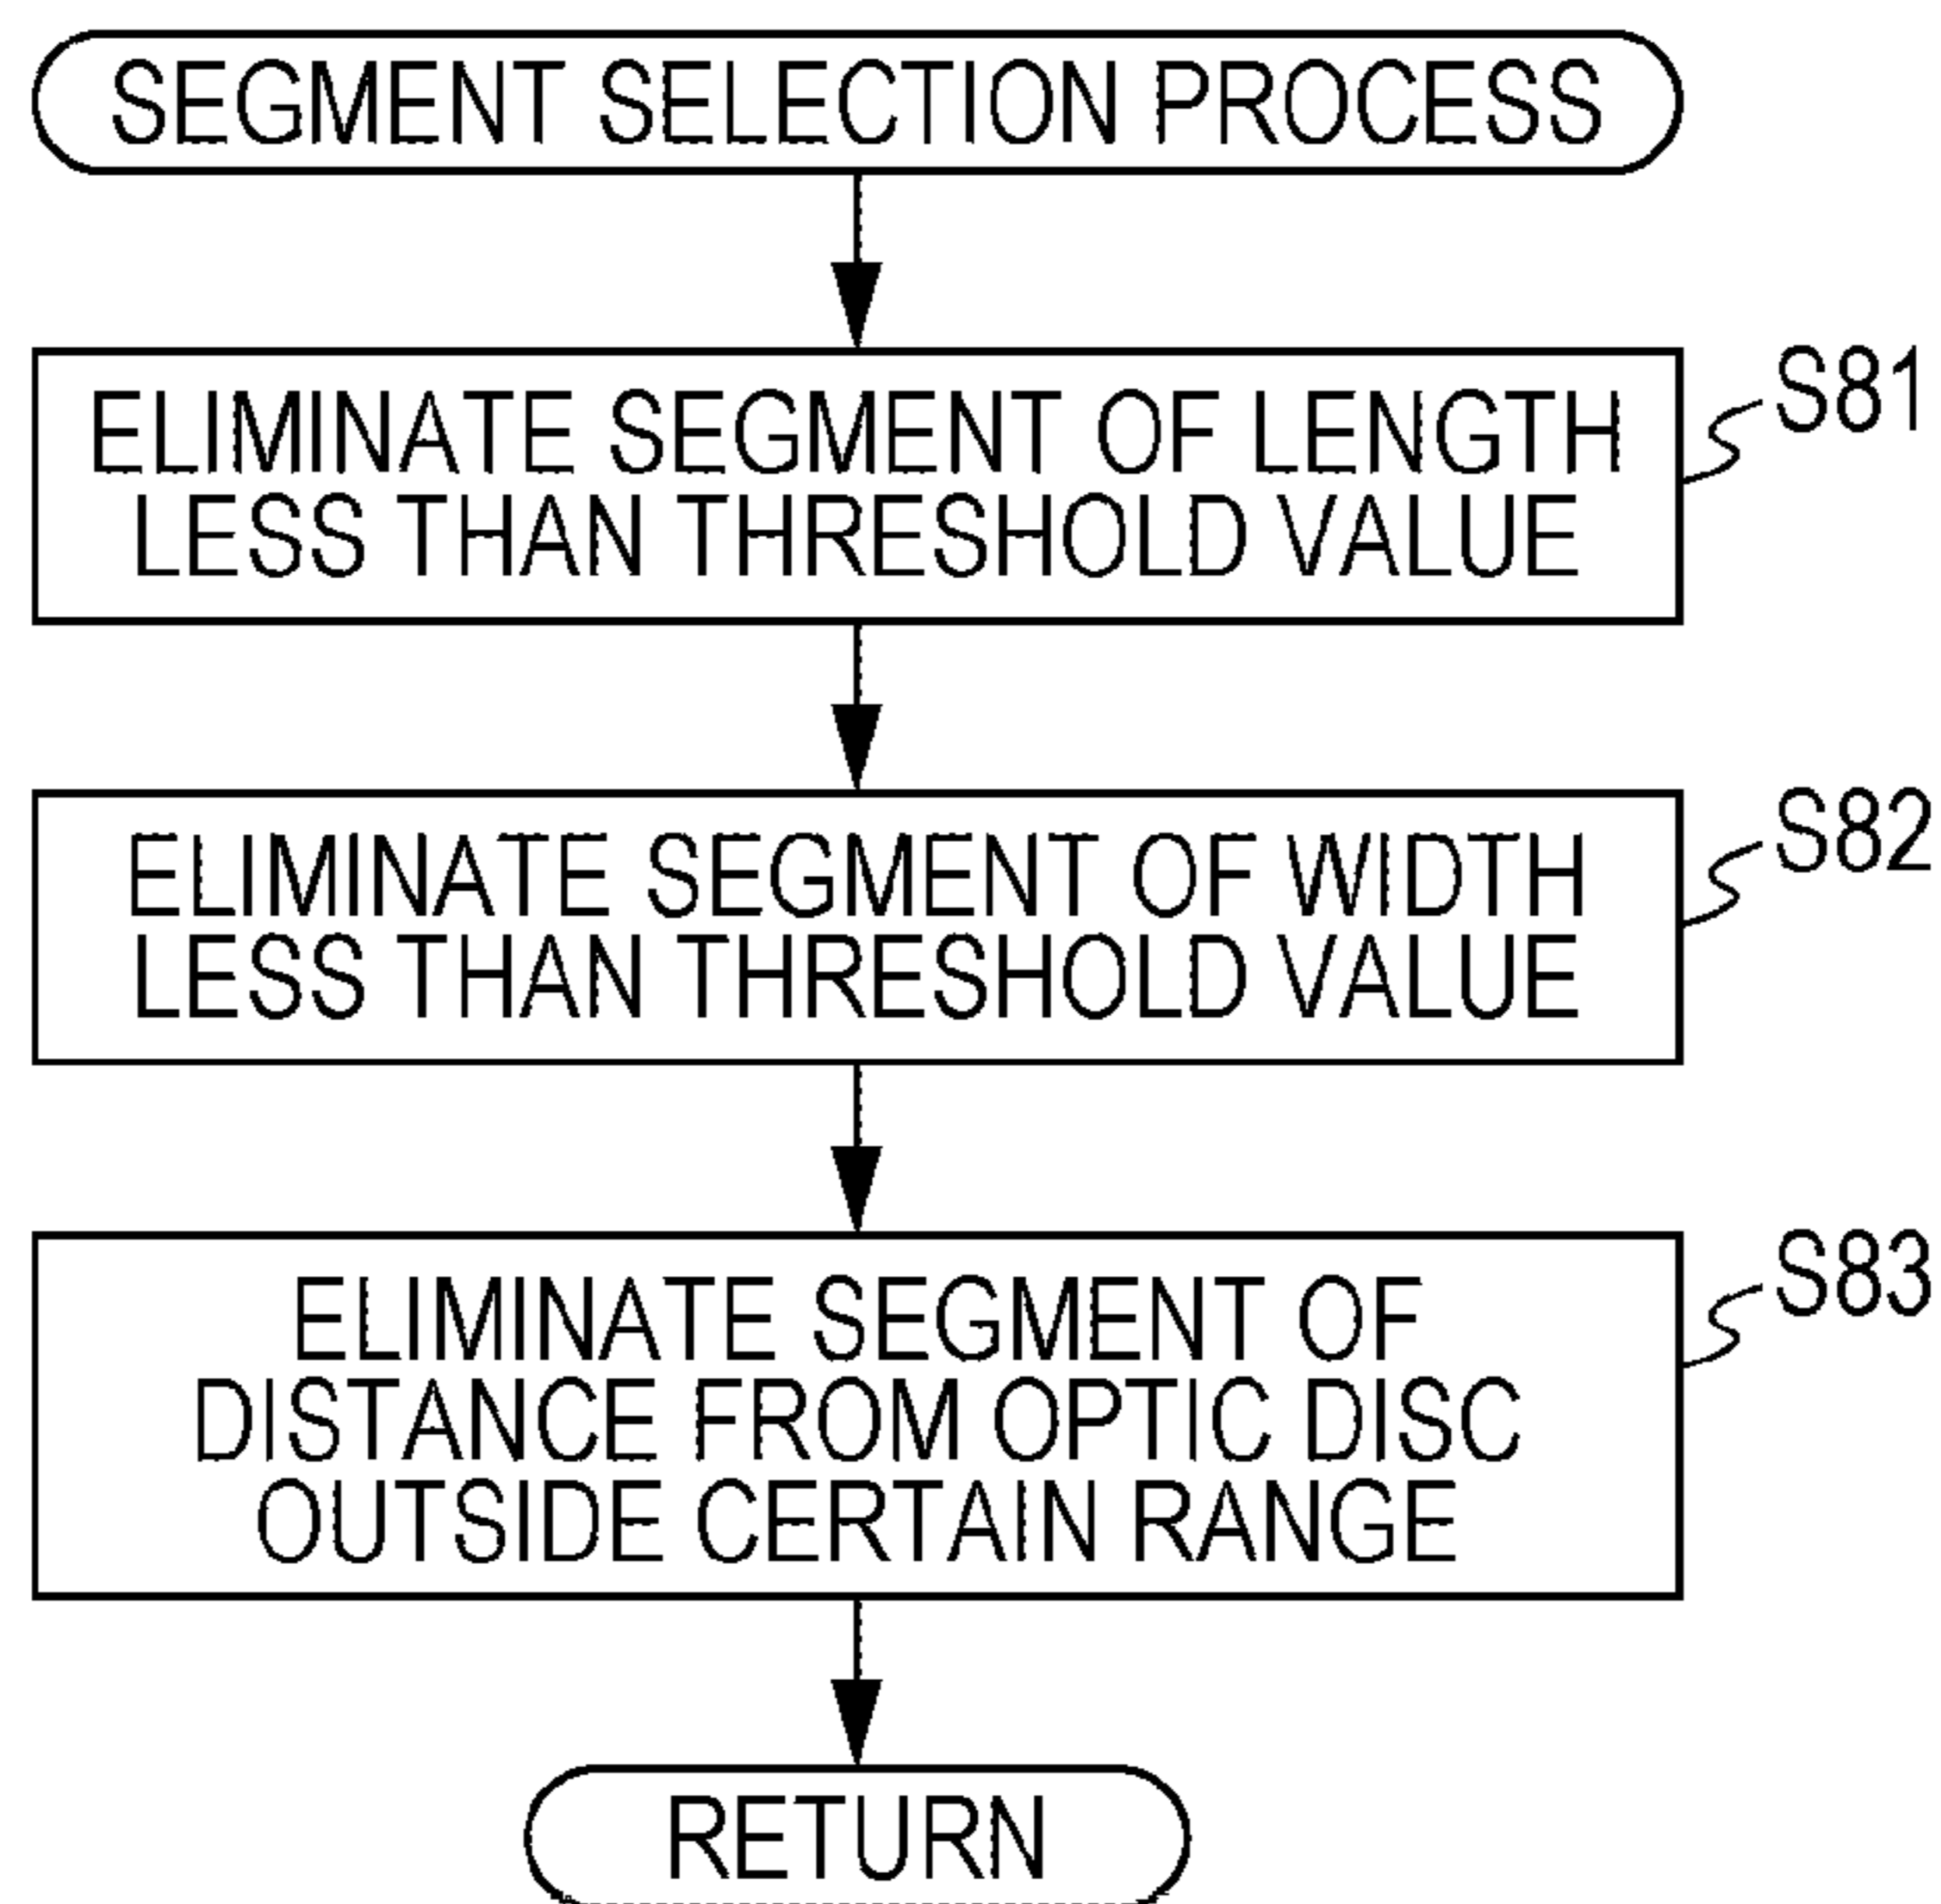 SEGMENT SELECTION PROCESS
ELIMINATE SEGMENT OF LENGTH
LESS THAN THRESHOLD VALUE
S81
ELIMINATE SEGMENT OF WIDTH
LESS THAN THRESHOLD VALUE
S82
ELIMINATE SEGMENT OF
DISTANCE FROM OPTIC DISC
OUTSIDE CERTAIN RANGE
S83
RETURN